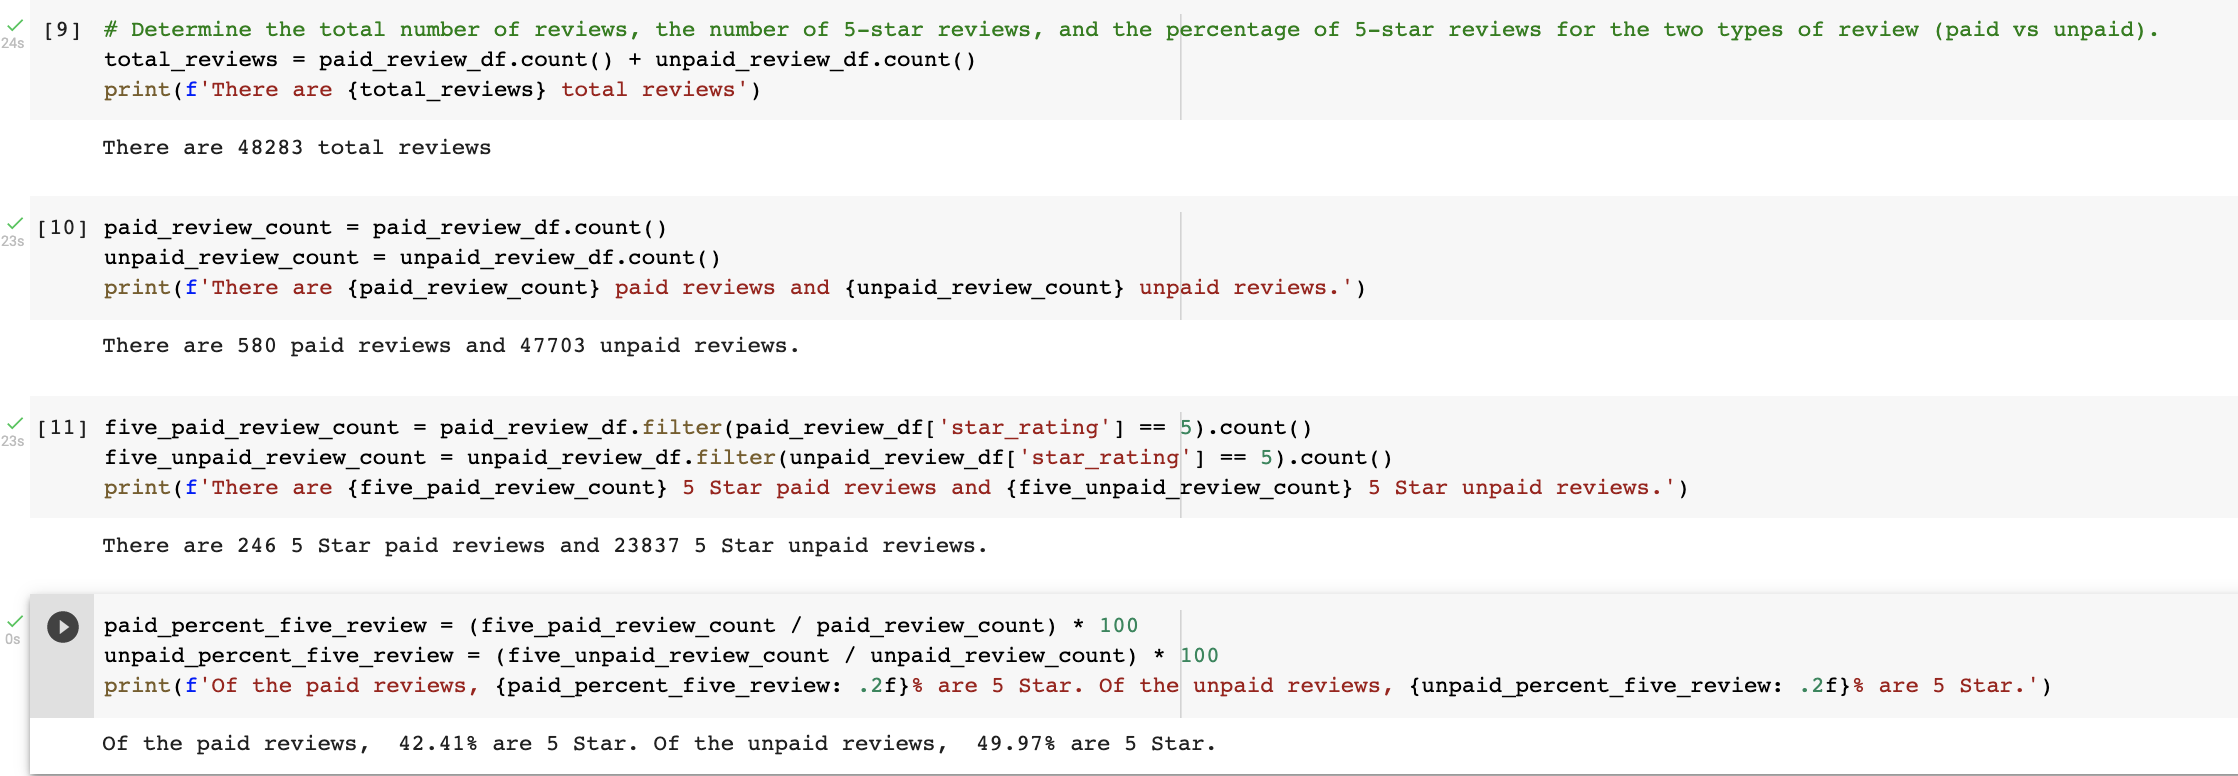 [9] # Determine the total number of reviews, the number of 5-star reviews, and the percentage of 5-star reviews for the two types of review (paid vs unpaid).
24s
total_reviews = paid_review_df.count() + unpaid_review_df.count()
print(f'There are {total_reviews} total reviews')
There are 48283 total reviews
[10] paid_review_count = paid_review_df.count()
23s
unpaid_review_count = unpaid_review_df.count()
print(f'There are {paid_review_count} paid reviews and {unpaid_review_count} unpaid reviews.')
There are 580 paid reviews and 47703 unpaid reviews.
[11] five_paid_review_count = paid_review_df.filter(paid_review_df['star_rating'] == 5).count()
23s
five_unpaid_review_count = unpaid_review_df.filter(unpaid_review_df['star_rating'] == 5).count()
print(f'There are {five_paid_review_count} 5 Star paid reviews and {five_unpaid_review_count} 5 Star unpaid reviews.')
There are 246 5 Star paid reviews and 23837 5 Star unpaid reviews.
paid_percent_five_review = (five_paid_review_count / paid_review_count) * 100
0s
unpaid_percent_five_review = (five_unpaid_review_count / unpaid_review_count) * 100
print(f'Of the paid reviews, {paid_percent_five_review: .2f}% are 5 Star. Of the unpaid reviews, {unpaid_percent_five_review: .2f}% are 5 Star.')
Of the paid reviews,  42.41% are 5 Star. Of the unpaid reviews,  49.97% are 5 Star.